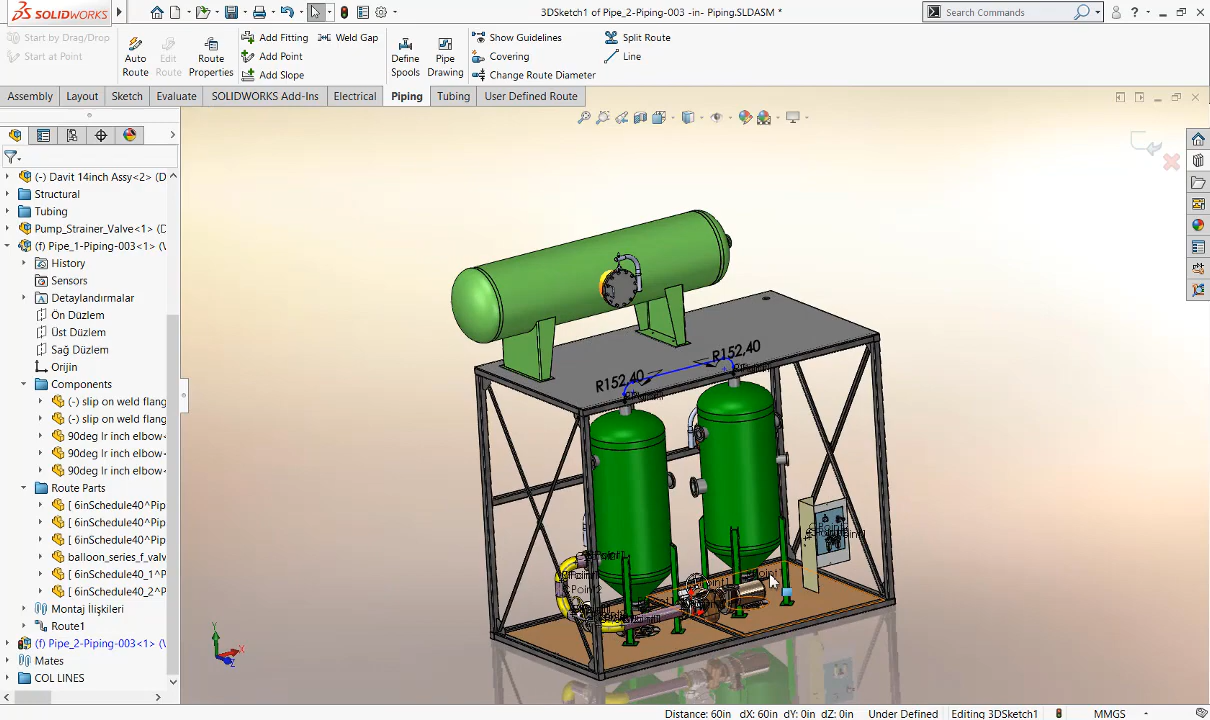 SOLIDWORKS
3DSketch1 of Pipe_2-Piping-003 -in- Piping.SLDASM *
Search Commands
Start by Drag/Drop
Start at Point
Auto Route
Edit Route
Route Properties
Add Fitting
Weld Gap
Add Point
Add Slope
Define Spools
Pipe Drawing
Show Guidelines
Split Route
Covering
Line
Change Route Diameter
Assembly
Layout
Sketch
Evaluate
SOLIDWORKS Add-Ins
Electrical
Piping
Tubing
User Defined Route
(-) Davit 14inch Assy<2> (D
Structural
Tubing
Pump_Strainer_Valve<1> (D
(f) Pipe_1-Piping-003<1> (V
History
Sensors
Detaylandırmalar
Ön Düzlem
Üst Düzlem
Sağ Düzlem
Orijin
Components
(-) slip on weld flang
(-) slip on weld flang
90deg lr inch elbow<
90deg lr inch elbow<
90deg lr inch elbow<
Route Parts
[ 6inSchedule40^Pip
[ 6inSchedule40^Pip
[ 6inSchedule40^Pip
balloon_series_f_valv
[ 6inSchedule40_1^P
[ 6inSchedule40_2^P
Montaj İlişkileri
Route1
(f) Pipe_2-Piping-003<1> (V
Mates
COL LINES
R152,40
R152,40
CPoint2
Y
X
Z
Distance: 60in dX: 60in dY: 0in dZ: 0in
Under Defined
Editing 3DSketch1
MMGS